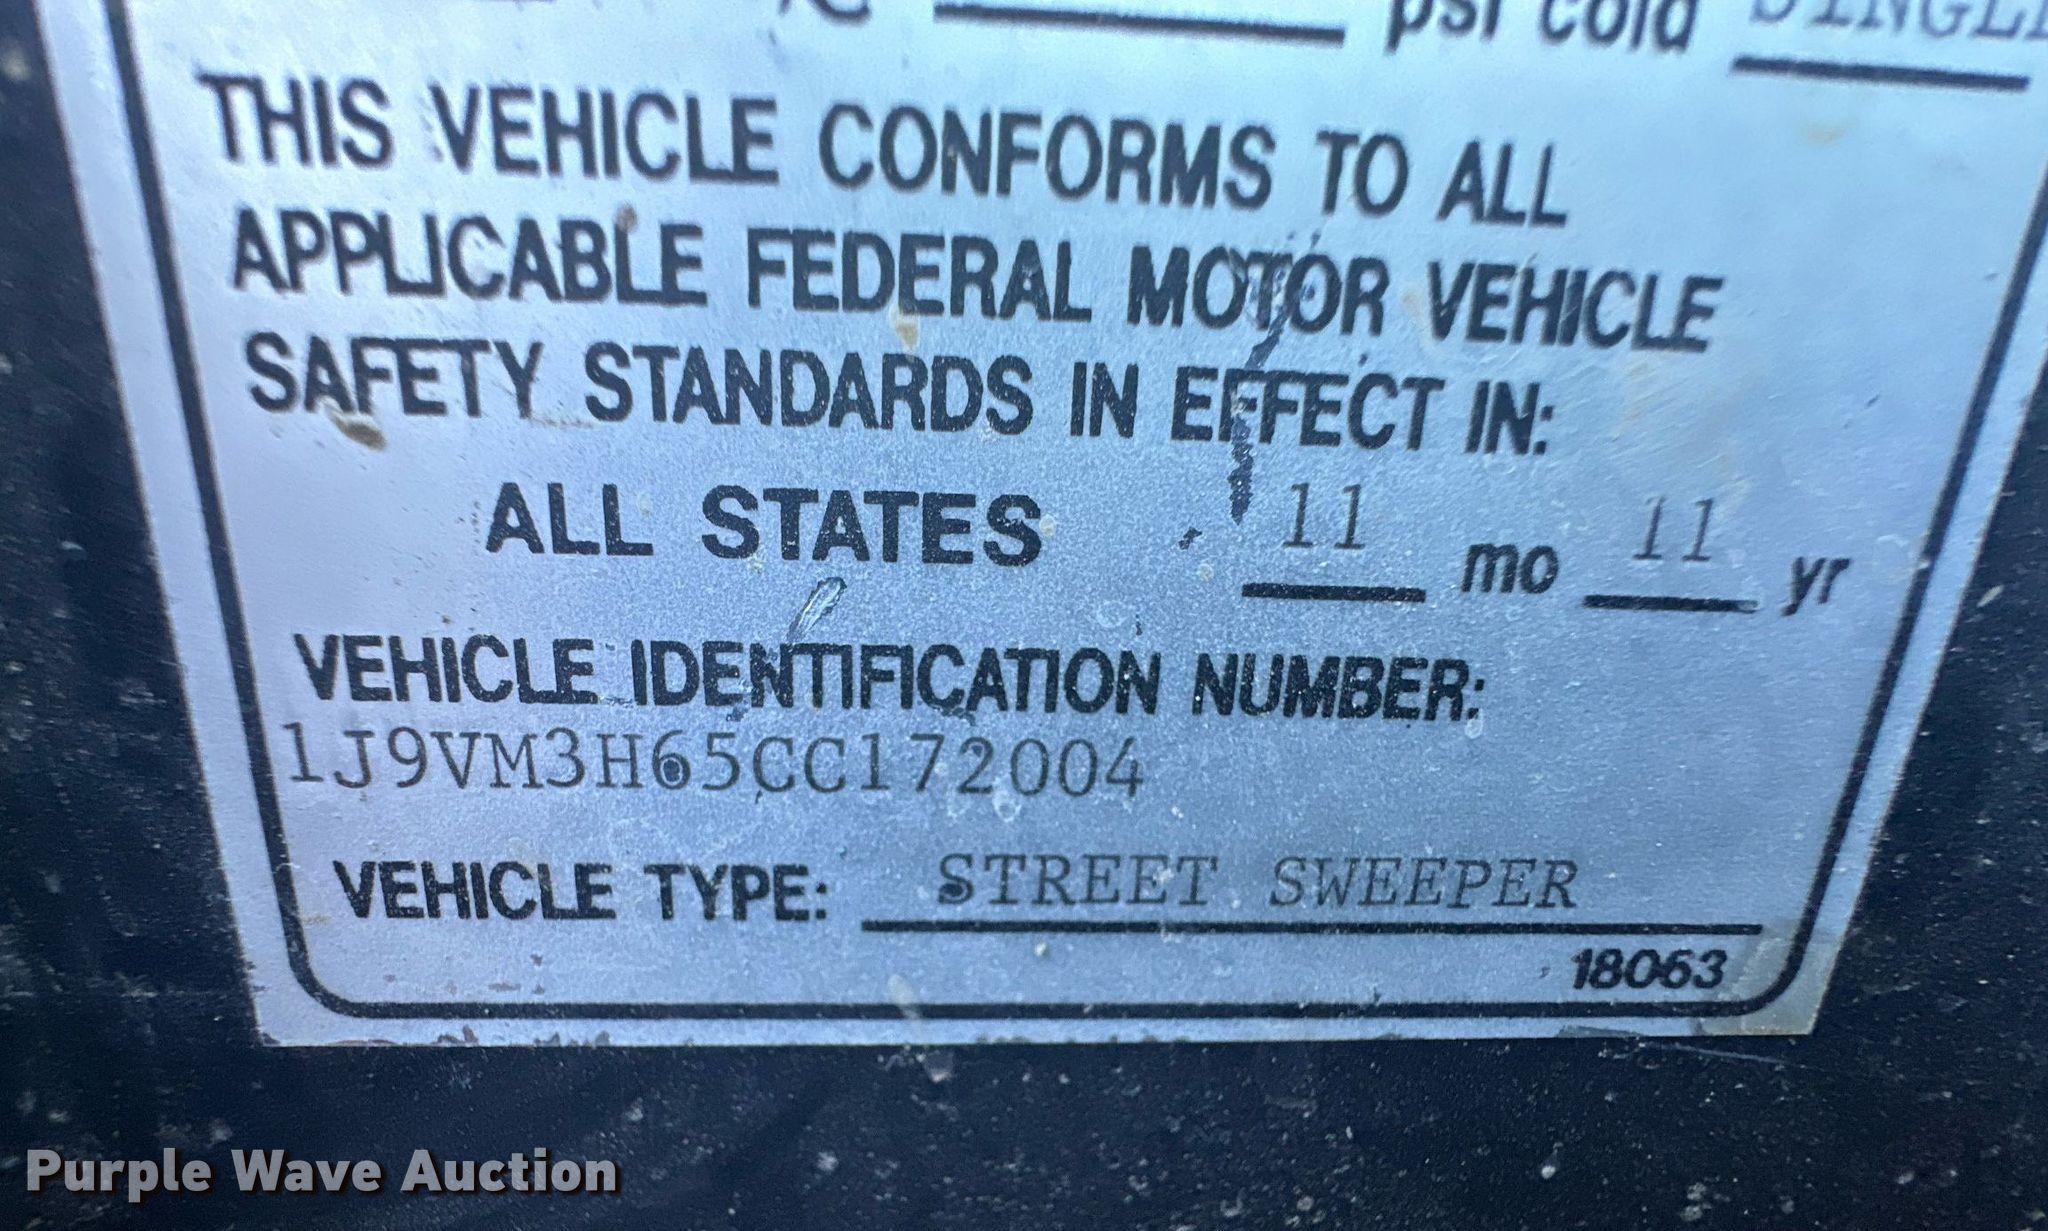 psi cold
THIS VEHICLE CONFORMS TO ALL
APPLICABLE FEDERAL MOTOR VEHICLE
SAFETY STANDARDS IN EFFECT IN:
ALL STATES 11 mo 11 yr
VEHICLE IDENTIFICATION NUMBER:
1J9VM3H65CC172004
VEHICLE TYPE: STREET SWEEPER
18063
Purple Wave Auction